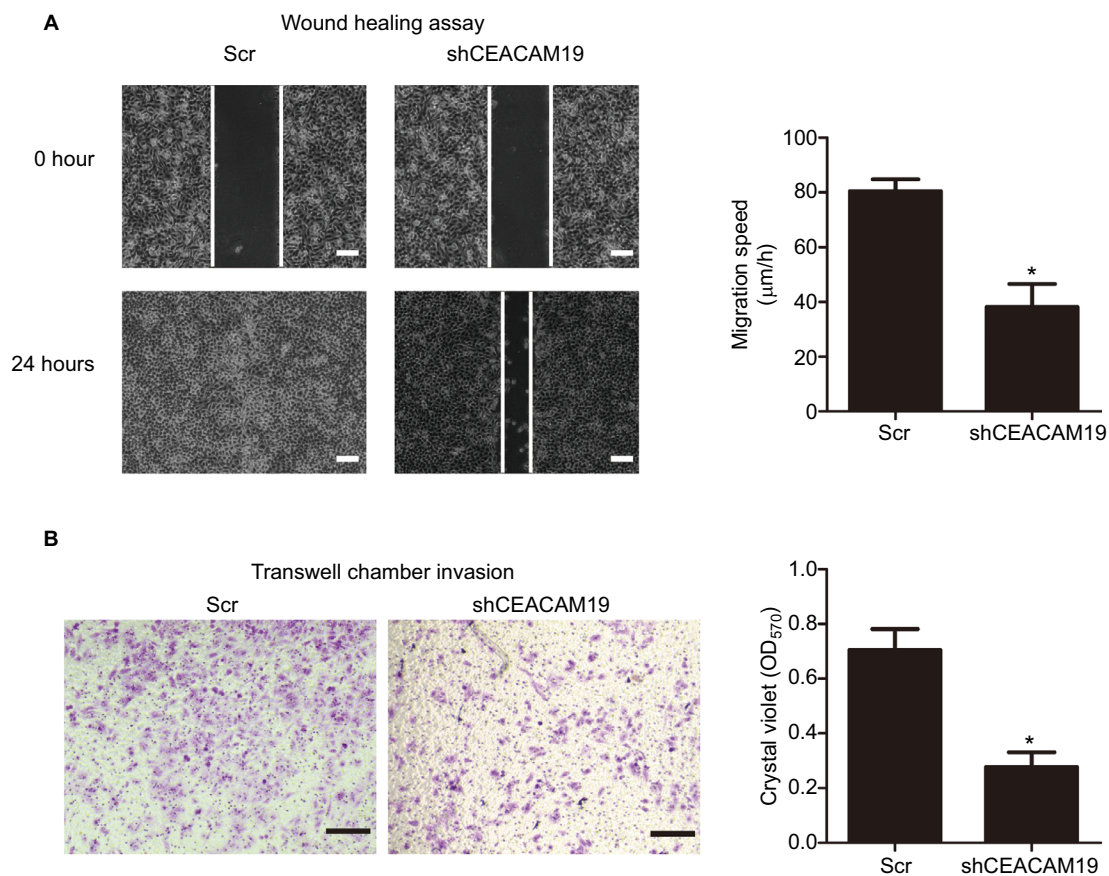 A
Wound healing assay
Scr
shCEACAM19
0 hour
24 hours
Migration speed
(μm/h)
100
80
60
40
20
0
*
Scr
shCEACAM19
B
Transwell chamber invasion
Scr
shCEACAM19
Crystal violet (OD570)
1.0
0.8
0.6
0.4
0.2
0.0
*
Scr
shCEACAM19